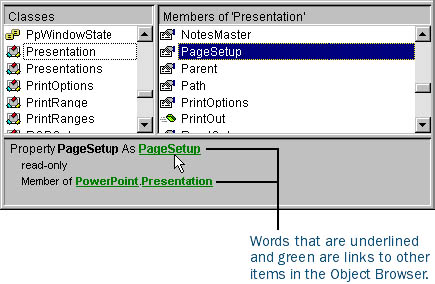 Classes
Members of 'Presentation'
PpWindowState
Presentation
Presentations
PrintOptions
PrintRange
PrintRanges
NotesMaster
PageSetup
Parent
Path
PrintOptions
PrintOut
Property PageSetup As PageSetup
read-only
Member of PowerPoint.Presentation
Words that are underlined
and green are links to other
items in the Object Browser.